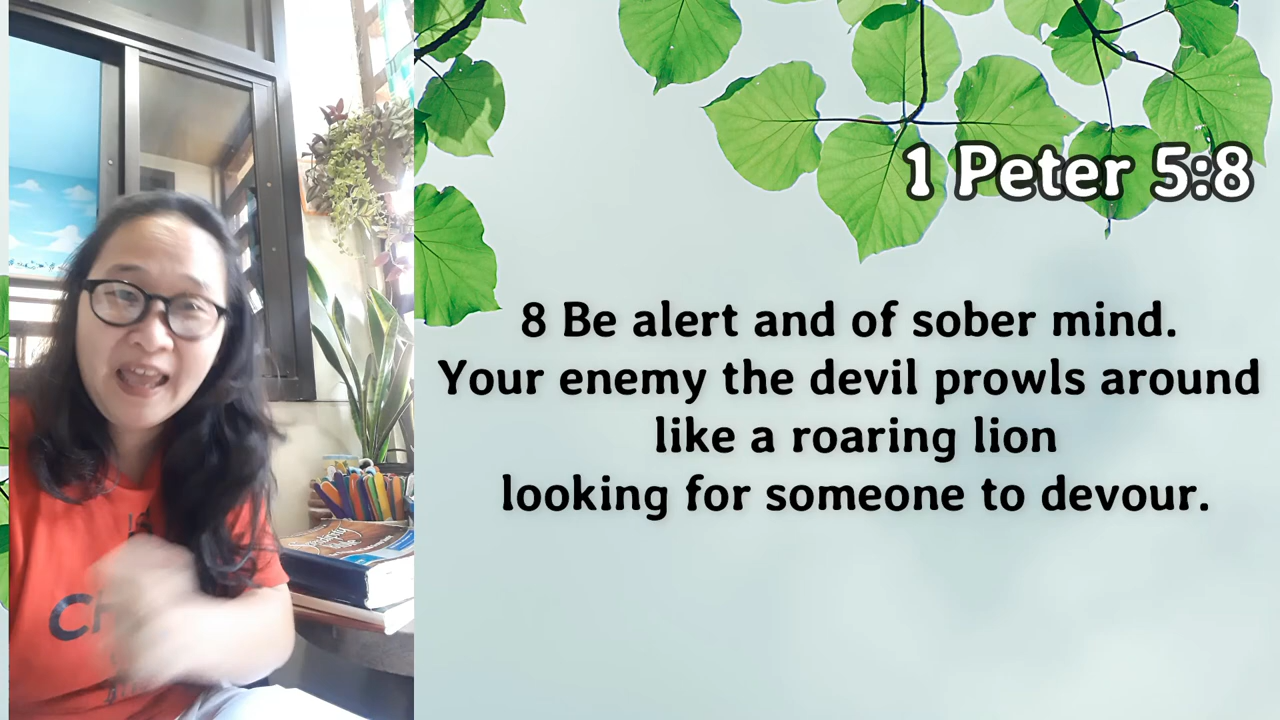 1 Peter 5:8
8 Be alert and of sober mind.
Your enemy the devil prowls around
like a roaring lion
looking for someone to devour.